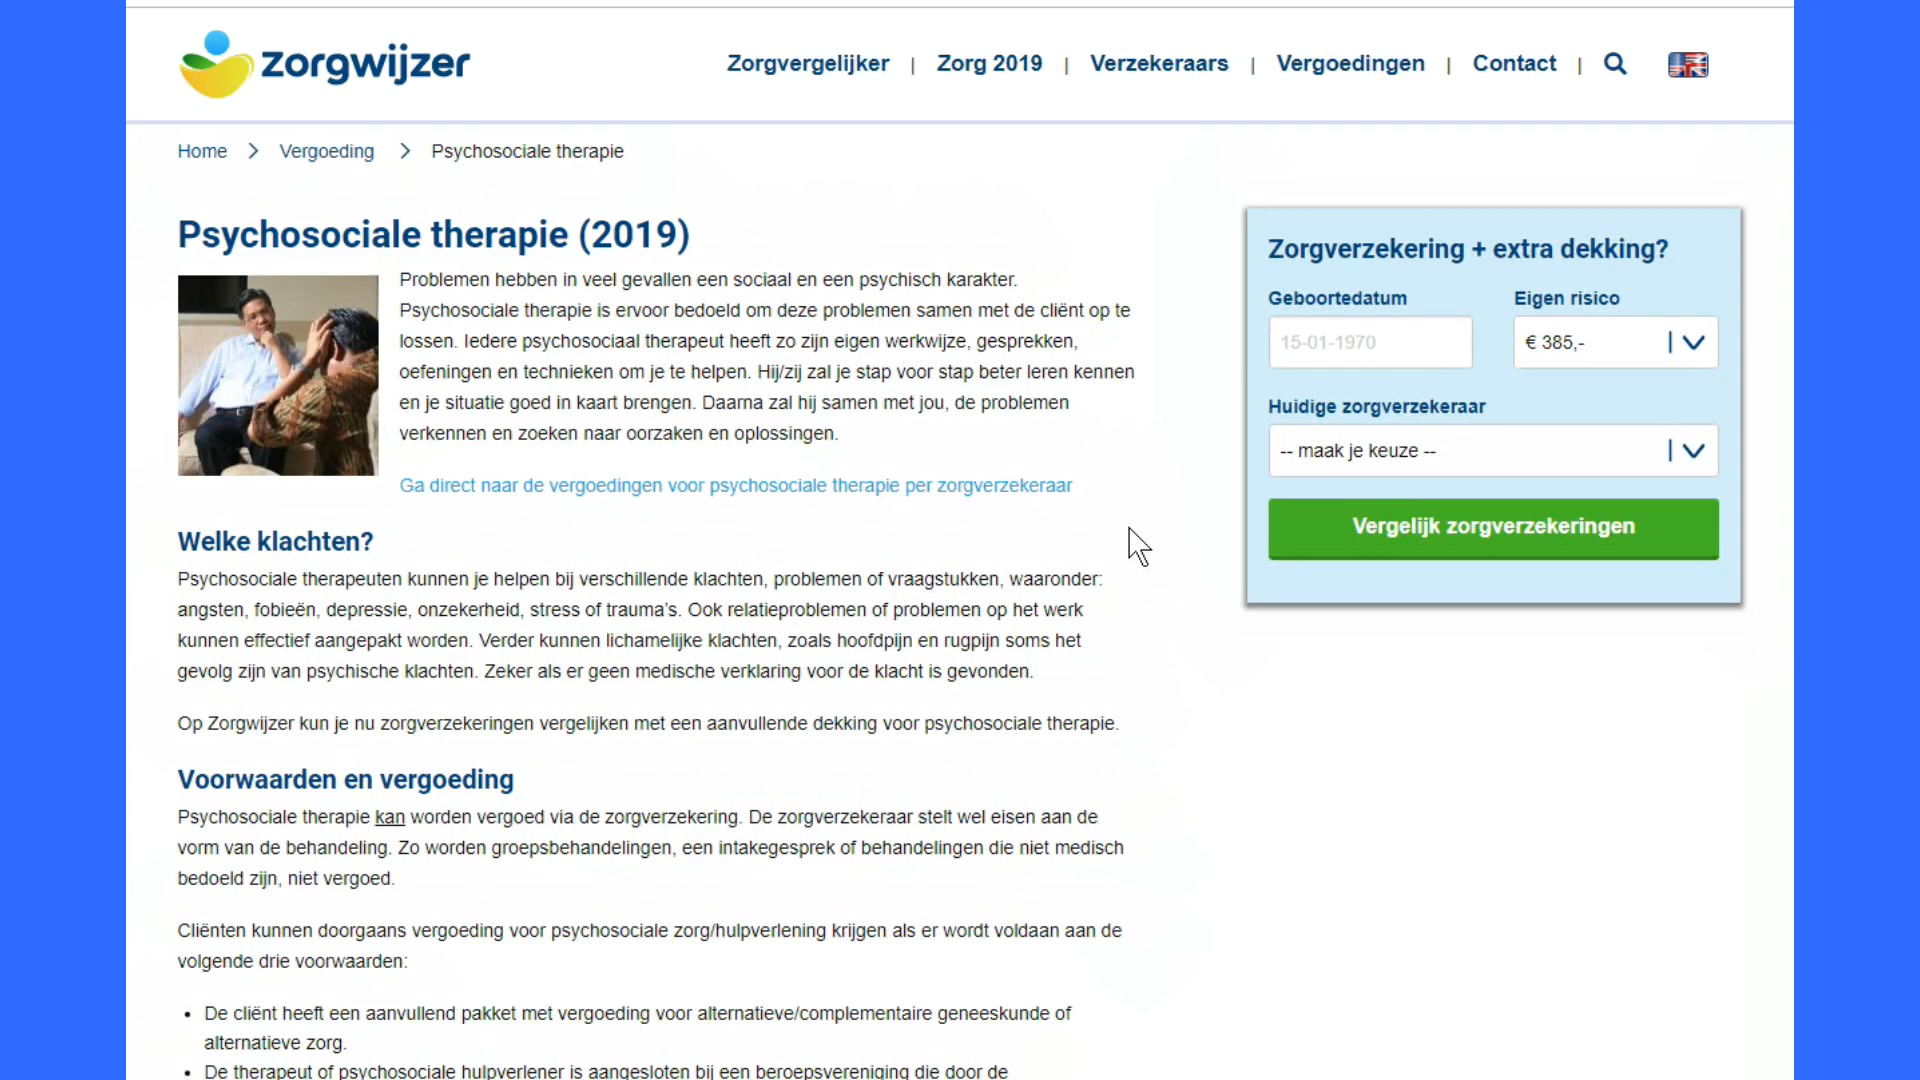 zorgwijzer
Zorgvergelijker | Zorg 2019 | Verzekeraars | Vergoedingen | Contact |
Home > Vergoeding > Psychosociale therapie
Psychosociale therapie (2019)
Problemen hebben in veel gevallen een sociaal en een psychisch karakter.
Psychosociale therapie is ervoor bedoeld om deze problemen samen met de cliënt op te
lossen. Iedere psychosociaal therapeut heeft zo zijn eigen werkwijze, gesprekken,
oefeningen en technieken om je te helpen. Hij/zij zal je stap voor stap beter leren kennen
en je situatie goed in kaart brengen. Daarna zal hij samen met jou, de problemen
verkennen en zoeken naar oorzaken en oplossingen.
Ga direct naar de vergoedingen voor psychosociale therapie per zorgverzekeraar
Welke klachten?
Psychosociale therapeuten kunnen je helpen bij verschillende klachten, problemen of vraagstukken, waaronder:
angsten, fobieën, depressie, onzekerheid, stress of trauma's. Ook relatieproblemen of problemen op het werk
kunnen effectief aangepakt worden. Verder kunnen lichamelijke klachten, zoals hoofdpijn en rugpijn soms het
gevolg zijn van psychische klachten. Zeker als er geen medische verklaring voor de klacht is gevonden.
Op Zorgwijzer kun je nu zorgverzekeringen vergelijken met een aanvullende dekking voor psychosociale therapie.
Voorwaarden en vergoeding
Psychosociale therapie kan worden vergoed via de zorgverzekering. De zorgverzekeraar stelt wel eisen aan de
vorm van de behandeling. Zo worden groepsbehandelingen, een intakegesprek of behandelingen die niet medisch
bedoeld zijn, niet vergoed.
Cliënten kunnen doorgaans vergoeding voor psychosociale zorg/hulpverlening krijgen als er wordt voldaan aan de
volgende drie voorwaarden:
• De cliënt heeft een aanvullend pakket met vergoeding voor alternatieve/complementaire geneeskunde of
alternatieve zorg.
• De therapeut of psychosociale hulpverlener is aangesloten bij een beroepsvereniging die door de
Zorgverzekering + extra dekking?
Geboortedatum Eigen risico
15-01-1970 € 385,-
Huidige zorgverzekeraar
-- maak je keuze --
Vergelijk zorgverzekeringen